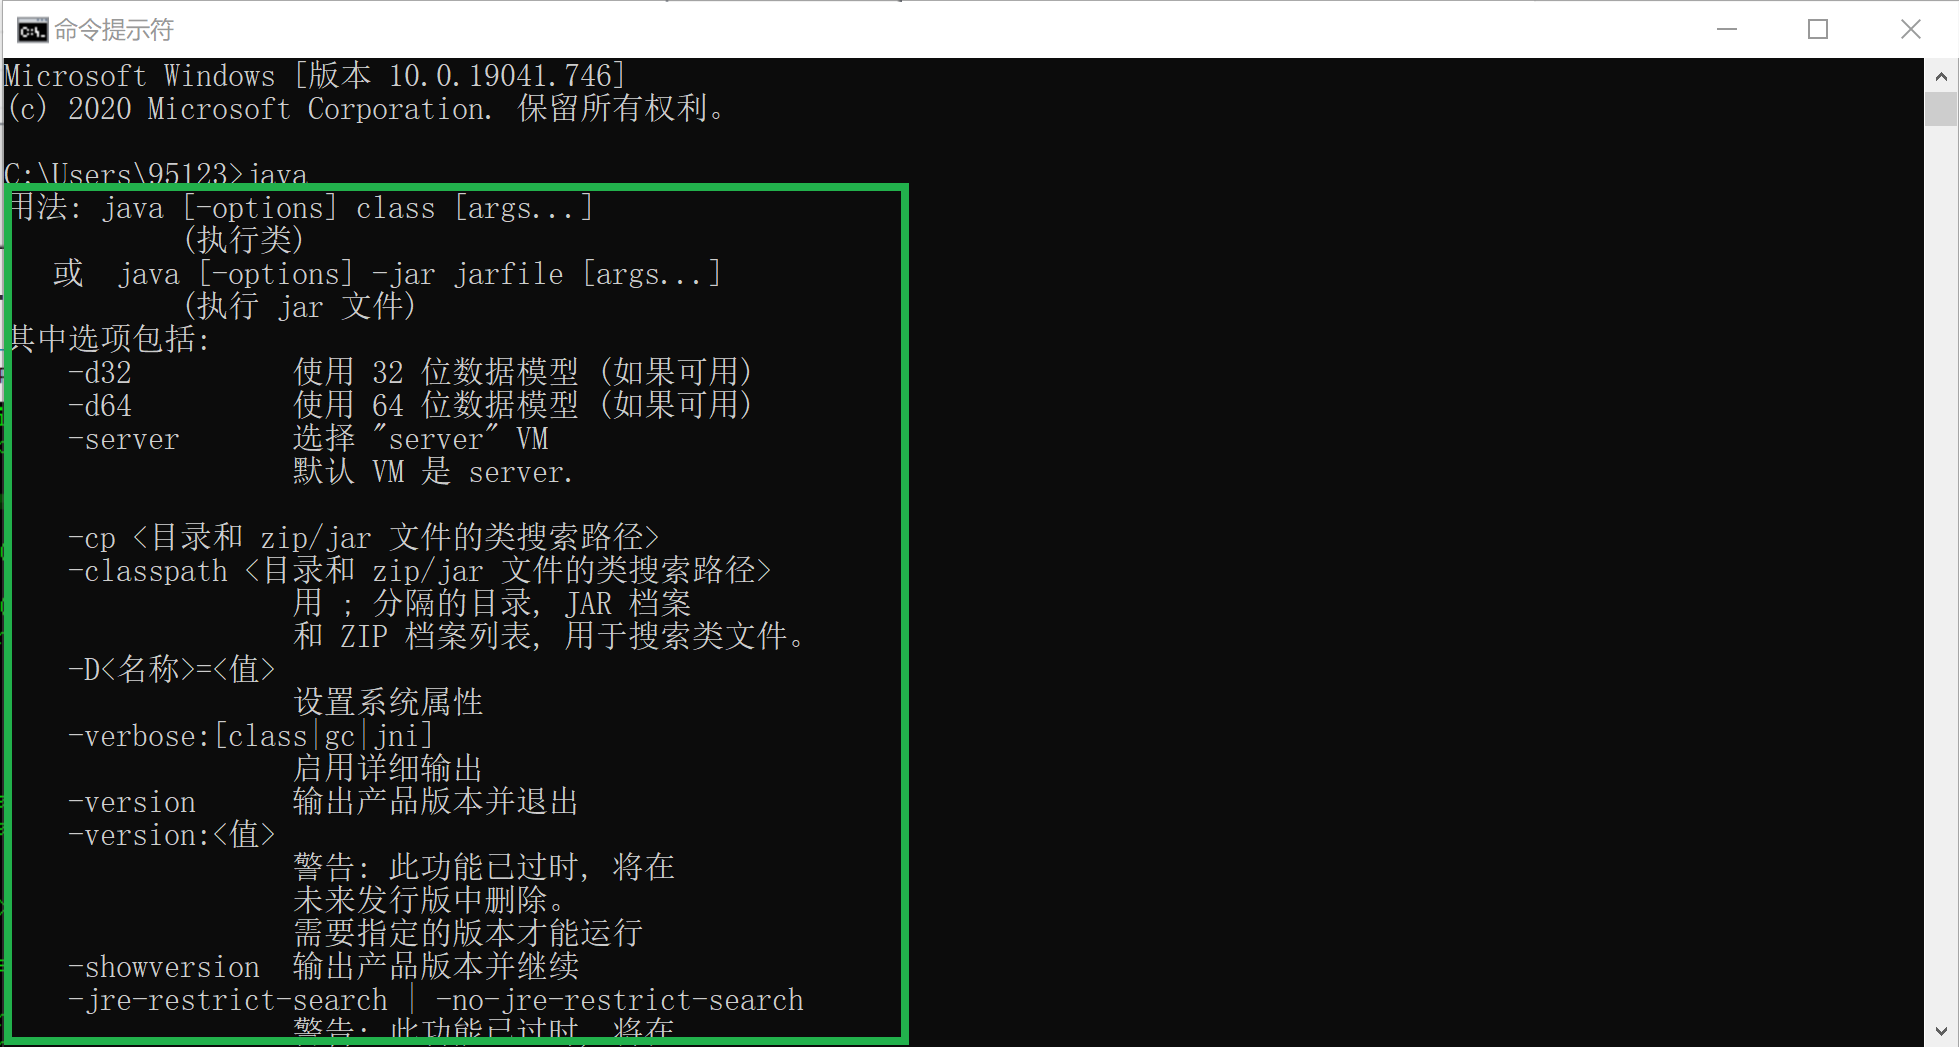 命令提示符
Microsoft Windows [版本 10.0.19041.746]
(c) 2020 Microsoft Corporation. 保留所有权利。
C:\Users\95123>java
用法: java [-options] class [args...]
(执行类)
或  java [-options] -jar jarfile [args...]
(执行 jar 文件)
其中选项包括:
-d32 使用 32 位数据模型 (如果可用)
-d64 使用 64 位数据模型 (如果可用)
-server 选择 "server" VM
默认 VM 是 server.
-cp <目录和 zip/jar 文件的类搜索路径>
-classpath <目录和 zip/jar 文件的类搜索路径>
用 ; 分隔的目录, JAR 档案
和 ZIP 档案列表, 用于搜索类文件。
-D<名称>=<值>
设置系统属性
-verbose:[class|gc|jni]
启用详细输出
-version 输出产品版本并退出
-version:<值>
警告: 此功能已过时, 将在
未来发行版中删除。
需要指定的版本才能运行
-showversion 输出产品版本并继续
-jre-restrict-search | -no-jre-restrict-search
警告: 此功能已过时, 将在